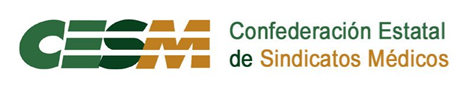 CESM
Confederación Estatal
de Sindicatos Médicos